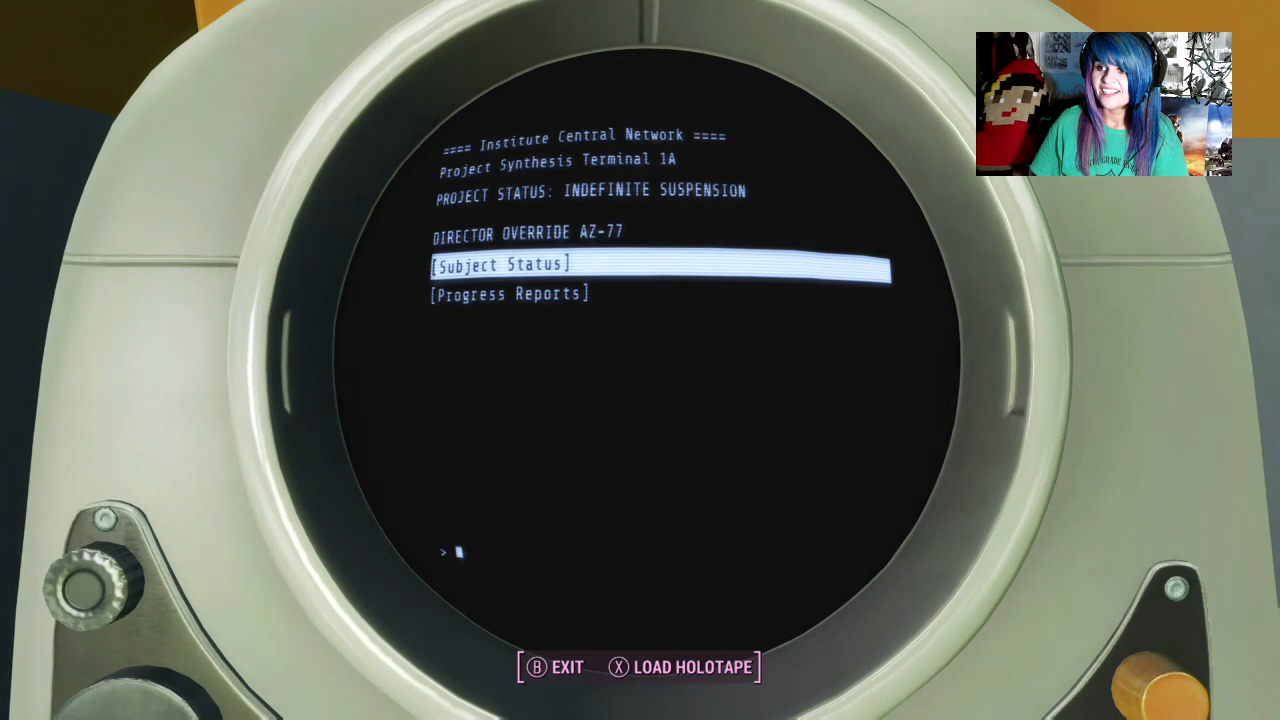 ==== Institute Central Network ====
Project Synthesis Terminal 1A
PROJECT STATUS: INDEFINITE SUSPENSION
DIRECTOR OVERRIDE AZ-77
[Subject Status]
[Progress Reports]
>
[Ⓑ EXIT Ⓧ LOAD HOLOTAPE]